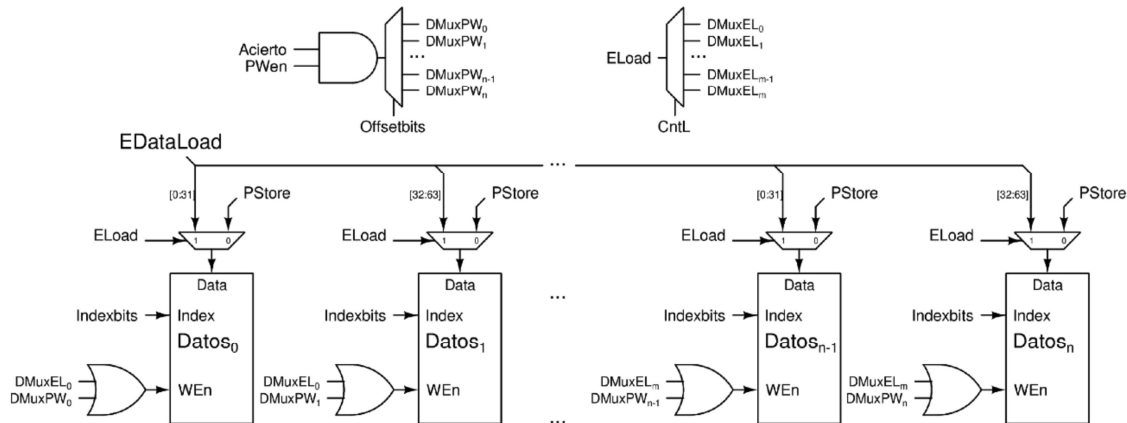 Acierto
PWen
DMuxPW0
DMuxPW1
...
DMuxPWn-1
DMuxPWn
Offsetbits
ELoad
DMuxEL0
DMuxEL1
...
DMuxELm-1
DMuxELm
CntL
EDataLoad
...
[0:31] PStore [32:63] PStore [0:31] PStore [32:63] PStore
ELoad 1 0 ELoad 1 0 ELoad 1 0 ELoad 1 0
Data Data Data Data
...
Indexbits Index Indexbits Index Indexbits Index Indexbits Index
Datos0 Datos1 Datosn-1 Datosn
DMuxEL0 DMuxEL0 DMuxELm DMuxELm
WEn WEn WEn WEn
DMuxPW0 DMuxPW1 DMuxPWn-1 DMuxPWn
...